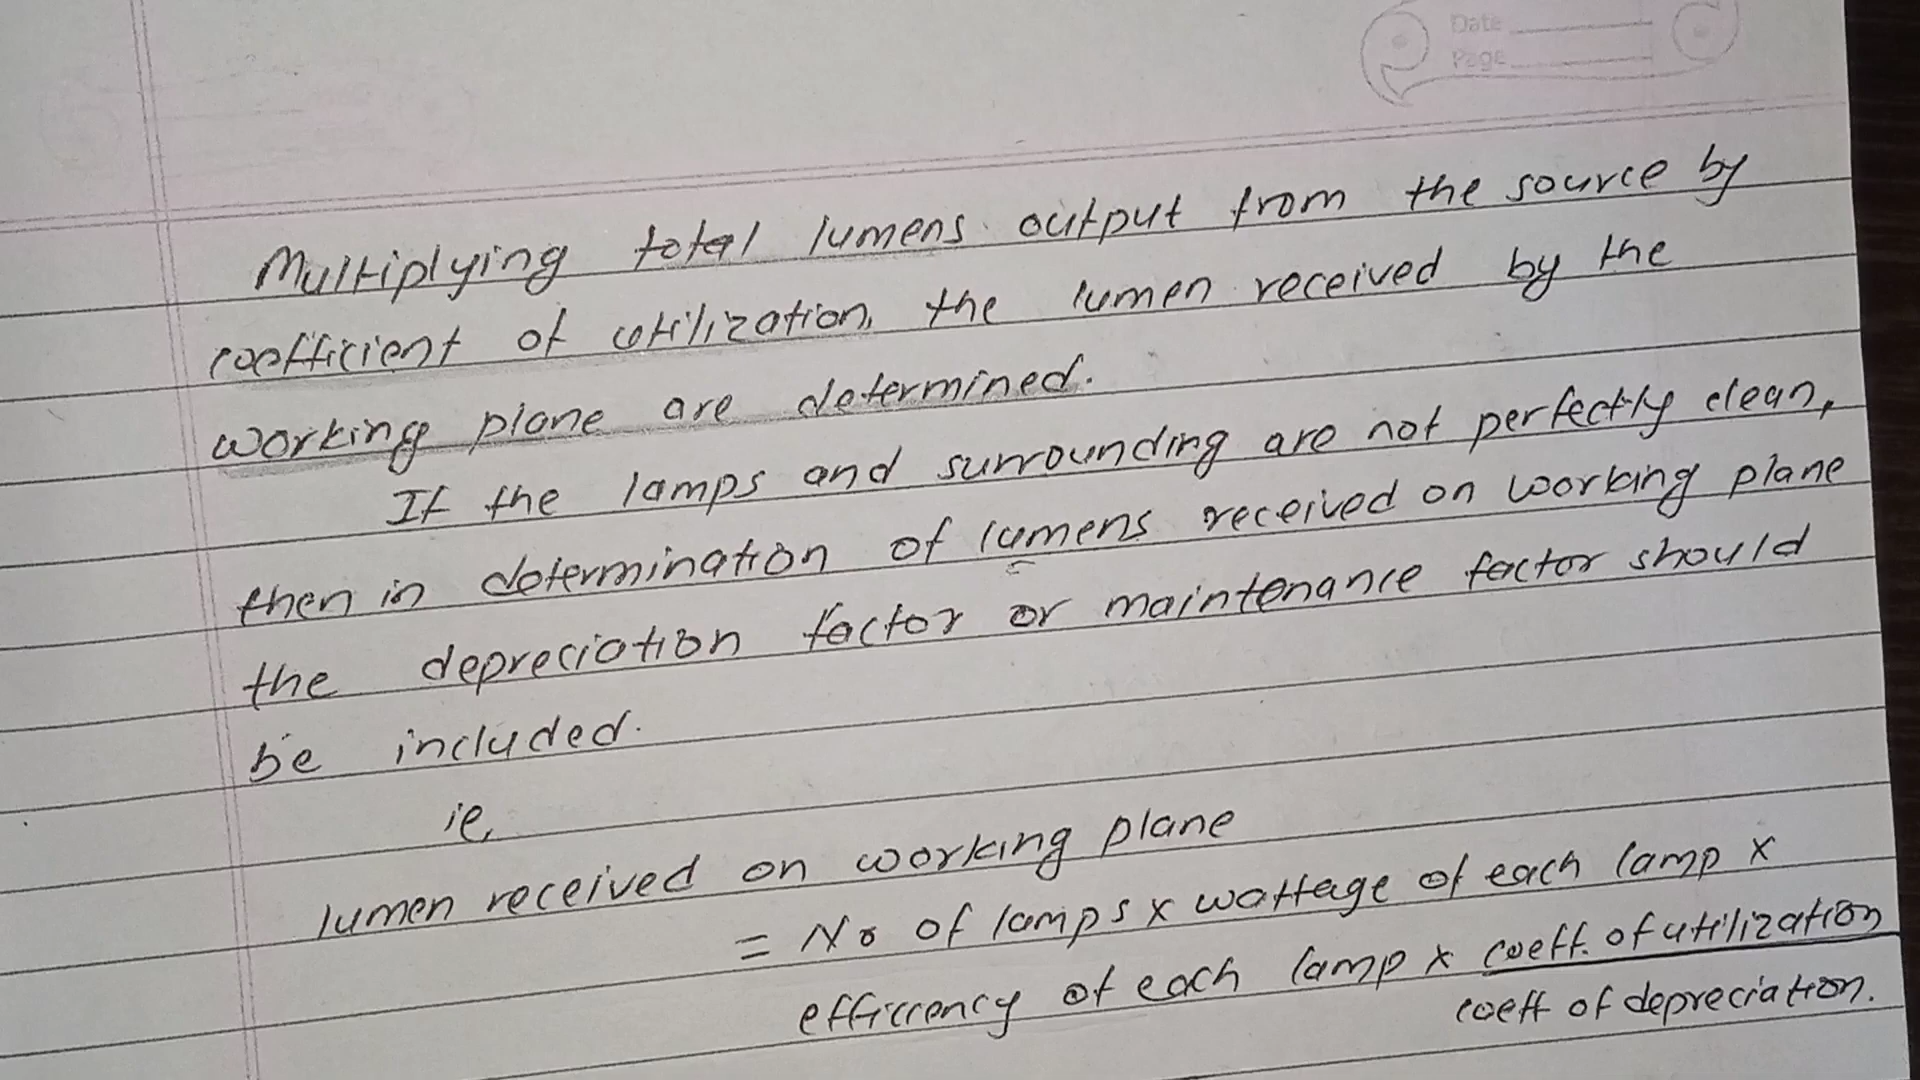 Date
Page
Multiplying total lumens output from the source by
coefficient of utilization, the lumen received by the
working plane are determined.
If the lamps and surrounding are not perfectly clean,
then in determination of lumens received on working plane
the depreciation factor or maintenance factor should
be included.
ie,
lumen received on working plane
= No of lamps x wattage of each lamp x
efficiency of each lamp x coeff. of utilization
coeff of depreciation.